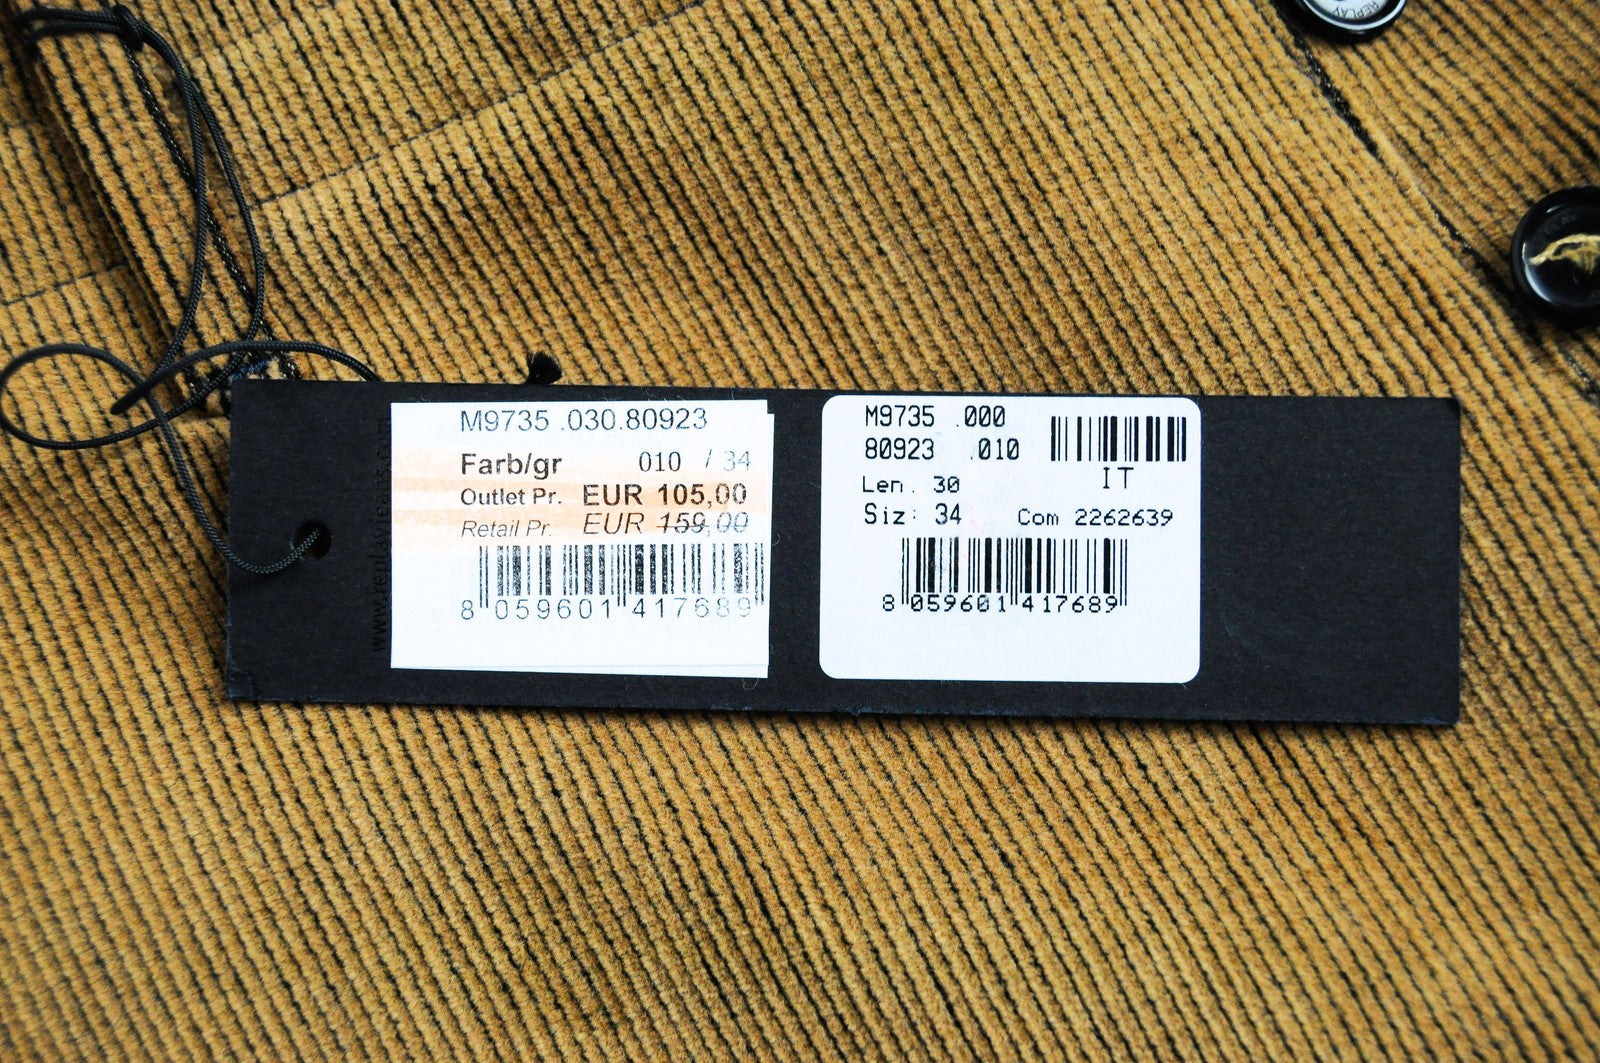 REPLAY
M9735 .030.80923
Farb/gr 010 / 34
Outlet Pr. EUR 105,00
Retail Pr. EUR 159,00
8 059601 417689
M9735 .000
80923 .010
IT
Len. 30
Siz: 34 Com 2262639
8 059601 417689